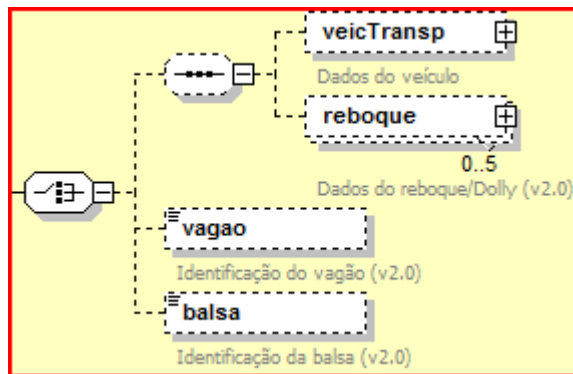 veicTransp
Dados do veículo
reboque
0..5
Dados do reboque/Dolly (v2.0)
vagao
Identificação do vagão (v2.0)
balsa
Identificação da balsa (v2.0)